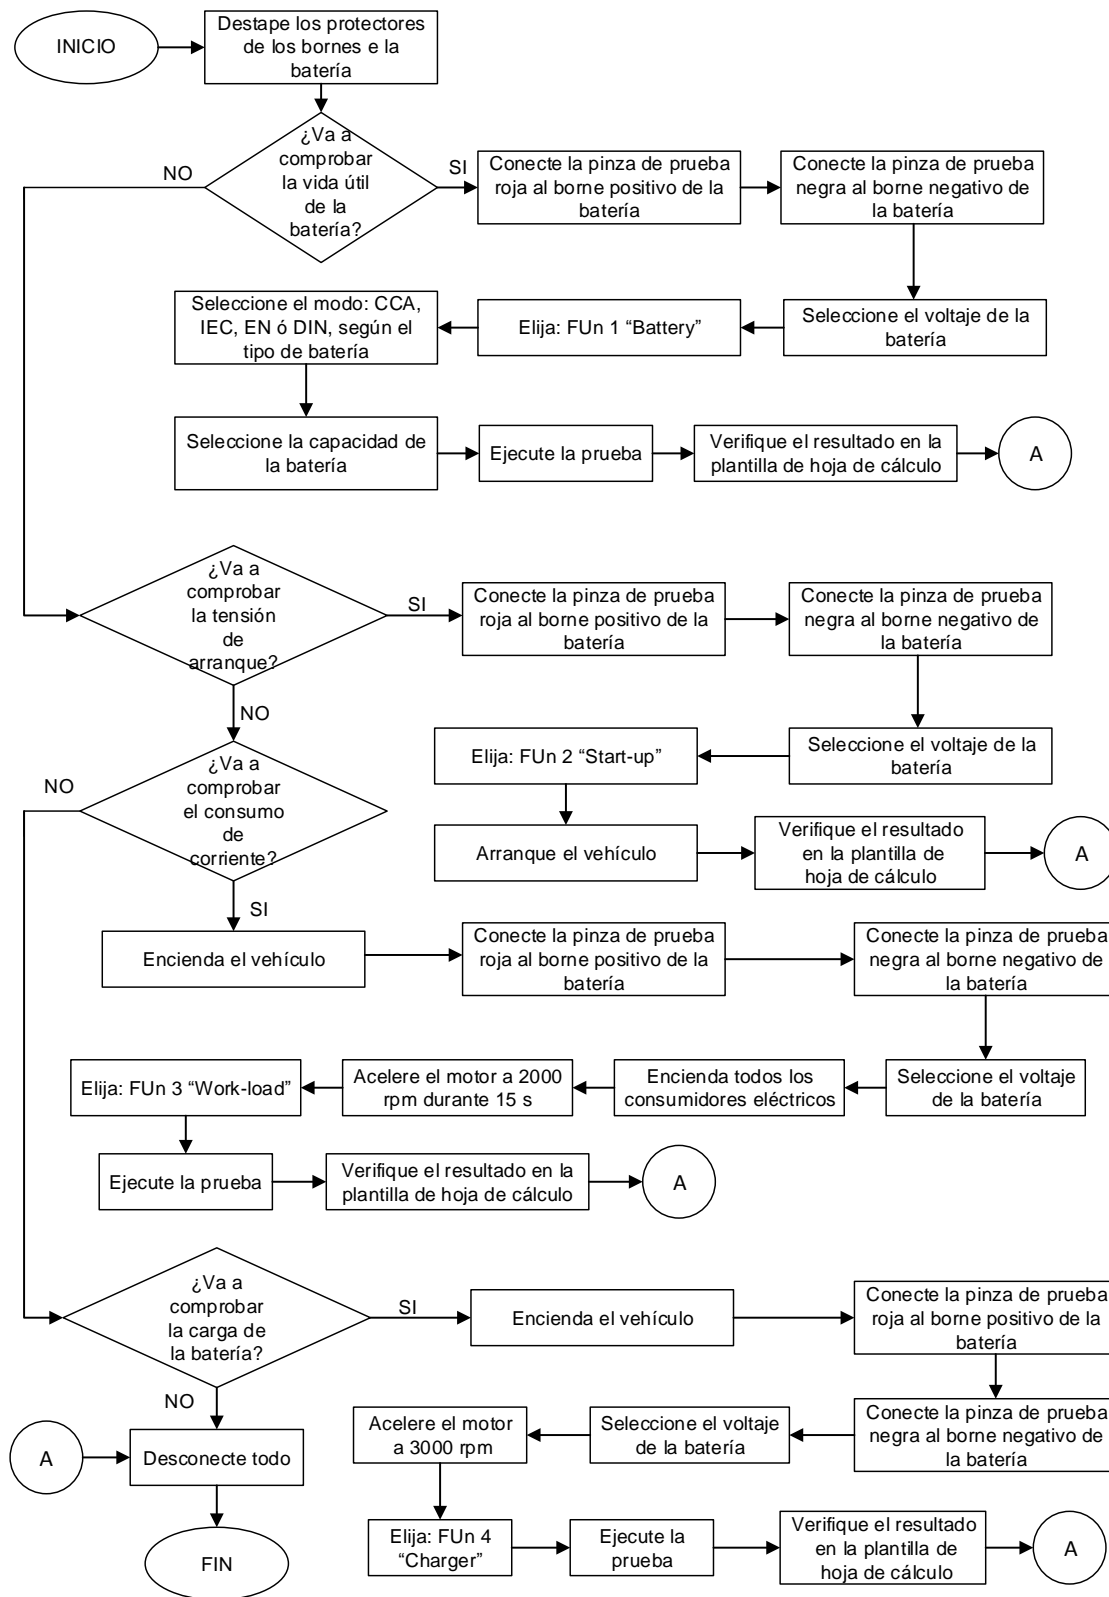 INICIO
Destape los protectores
de los bornes e la
batería
¿Va a
comprobar
la vida útil
de la
batería?
NO
SI
Conecte la pinza de prueba
roja al borne positivo de la
batería
Conecte la pinza de prueba
negra al borne negativo de
la batería
Seleccione el modo: CCA,
IEC, EN ó DIN, según el
tipo de batería
Elija: FUn 1 “Battery”
Seleccione el voltaje de la
batería
Seleccione la capacidad de
la batería
Ejecute la prueba
Verifique el resultado en la
plantilla de hoja de cálculo
A
¿Va a
comprobar
la tensión
de
arranque?
SI
Conecte la pinza de prueba
roja al borne positivo de la
batería
Conecte la pinza de prueba
negra al borne negativo de
la batería
NO
Elija: FUn 2 “Start-up”
Seleccione el voltaje de la
batería
¿Va a
comprobar
el consumo
de
corriente?
NO
Arranque el vehículo
Verifique el resultado
en la plantilla de
hoja de cálculo
A
SI
Encienda el vehículo
Conecte la pinza de prueba
roja al borne positivo de la
batería
Conecte la pinza de prueba
negra al borne negativo de
la batería
Elija: FUn 3 “Work-load”
Acelere el motor a 2000
rpm durante 15 s
Encienda todos los
consumidores eléctricos
Seleccione el voltaje
de la batería
Ejecute la prueba
Verifique el resultado en la
plantilla de hoja de cálculo
A
¿Va a
comprobar
la carga de
la batería?
SI
Encienda el vehículo
Conecte la pinza de prueba
roja al borne positivo de la
batería
NO
Acelere el motor
a 3000 rpm
Seleccione el voltaje
de la batería
Conecte la pinza de prueba
negra al borne negativo de
la batería
A
Desconecte todo
FIN
Elija: FUn 4
“Charger”
Ejecute la
prueba
Verifique el resultado
en la plantilla de
hoja de cálculo
A